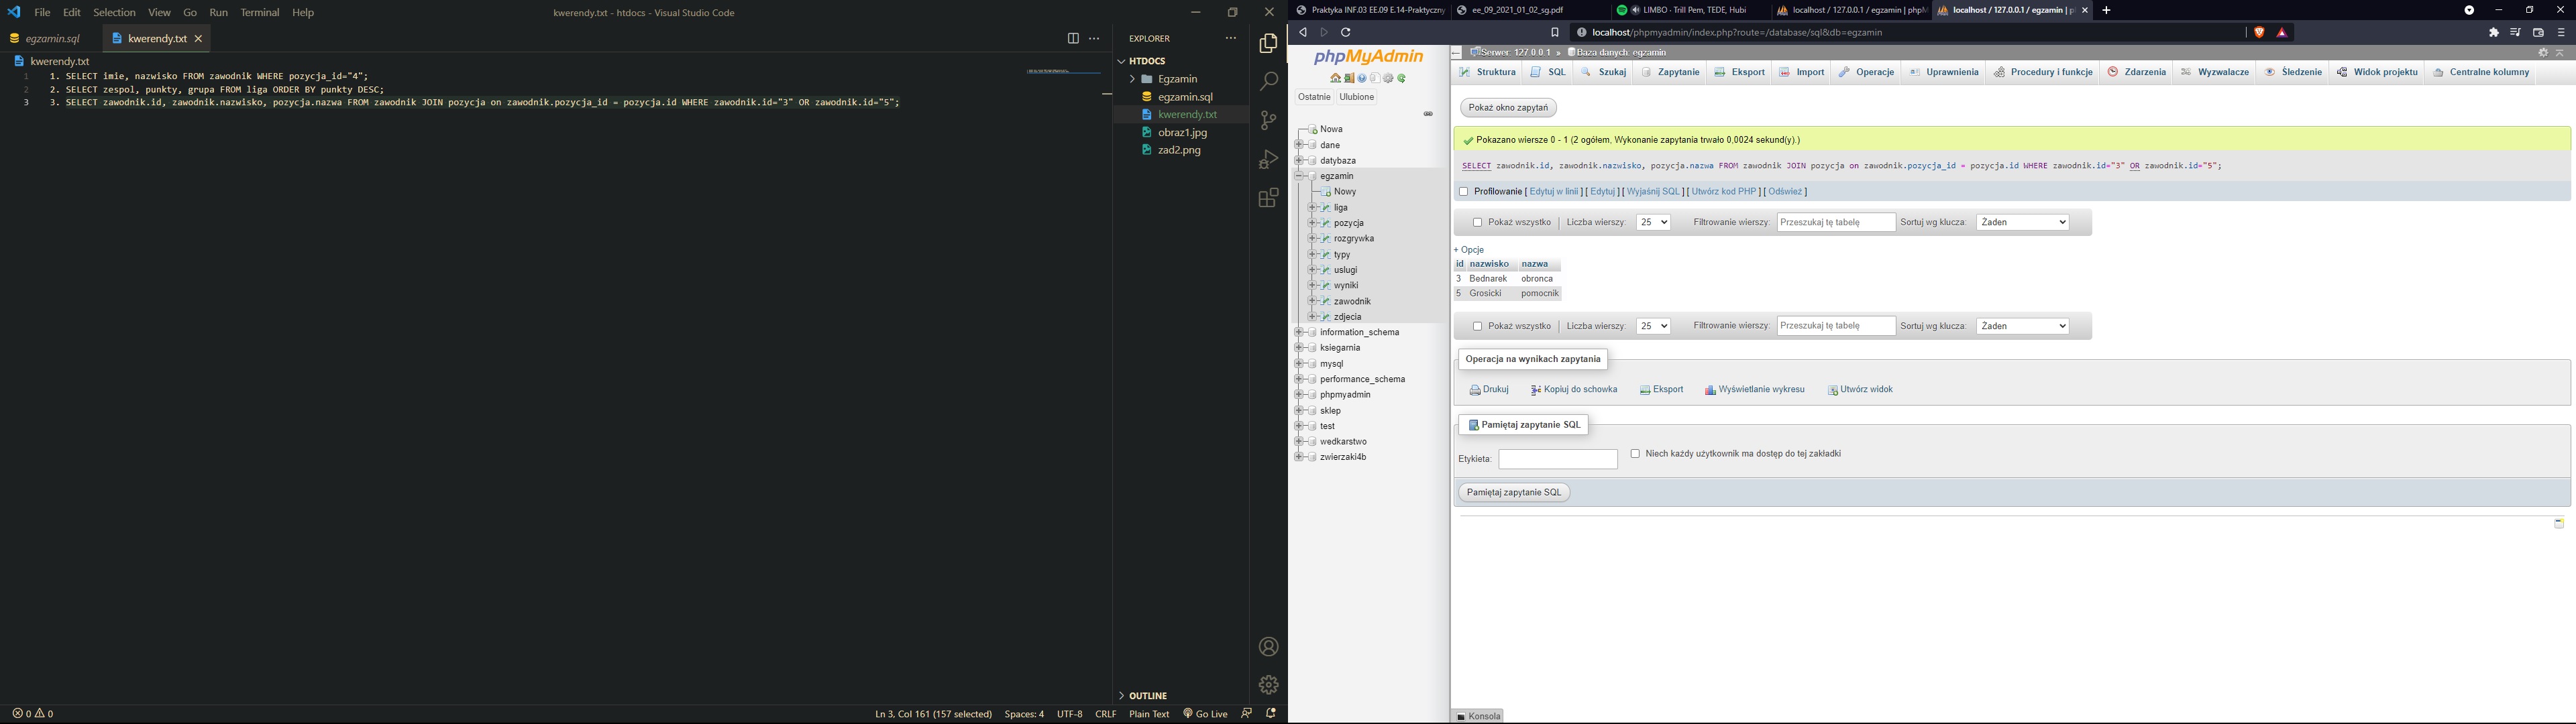 File Edit Selection View Go Run Terminal Help
kwerendy.txt - htdocs - Visual Studio Code
egzamin.sql
kwerendy.txt
kwerendy.txt
1 1. SELECT imie, nazwisko FROM zawodnik WHERE pozycja_id="4";
2 2. SELECT zespol, punkty, grupa FROM liga ORDER BY punkty DESC;
3 3. SELECT zawodnik.id, zawodnik.nazwisko, pozycja.nazwa FROM zawodnik JOIN pozycja on zawodnik.pozycja_id = pozycja.id WHERE zawodnik.id="3" OR zawodnik.id="5";
EXPLORER
HTDOCS
Egzamin
egzamin.sql
kwerendy.txt
obraz1.jpg
zad2.png
OUTLINE
0 0
Ln 3, Col 161 (157 selected) Spaces: 4 UTF-8 CRLF Plain Text Go Live
Praktyka INF.03 EE.09 E.14-Praktyczny
ee_09_2021_01_02_sg.pdf
LIMBO · Trill Pem, TEDE, Hubi
localhost / 127.0.0.1 / egzamin | phpM
localhost / 127.0.0.1 / egzamin | p
localhost/phpmyadmin/index.php?route=/database/sql&db=egzamin
phpMyAdmin
Ostatnie Ulubione
Nowa
dane
datybaza
egzamin
Nowy
liga
pozycja
rozgrywka
typy
uslugi
wyniki
zawodnik
zdjecia
information_schema
ksiegarnia
mysql
performance_schema
phpmyadmin
sklep
test
wedkarstwo
zwierzaki4b
Serwer: 127.0.0.1 » Baza danych: egzamin
Struktura SQL Szukaj Zapytanie Eksport Import Operacje Uprawnienia Procedury i funkcje Zdarzenia Wyzwalacze Śledzenie Widok projektu Centralne kolumny
Pokaż okno zapytań
Pokazano wiersze 0 - 1 (2 ogółem, Wykonanie zapytania trwało 0,0024 sekund(y).)
SELECT zawodnik.id, zawodnik.nazwisko, pozycja.nazwa FROM zawodnik JOIN pozycja on zawodnik.pozycja_id = pozycja.id WHERE zawodnik.id="3" OR zawodnik.id="5";
Profilowanie [ Edytuj w linii ] [ Edytuj ] [ Wyjaśnij SQL ] [ Utwórz kod PHP ] [ Odśwież ]
Pokaż wszystko | Liczba wierszy: 25 Filtrowanie wierszy: Przeszukaj tę tabelę Sortuj wg klucza: Żaden
+ Opcje
id nazwisko nazwa
3 Bednarek obronca
5 Grosicki pomocnik
Pokaż wszystko | Liczba wierszy: 25 Filtrowanie wierszy: Przeszukaj tę tabelę Sortuj wg klucza: Żaden
Operacja na wynikach zapytania
Drukuj Kopiuj do schowka Eksport Wyświetlanie wykresu Utwórz widok
Pamiętaj zapytanie SQL
Etykieta: Niech każdy użytkownik ma dostęp do tej zakładki
Pamiętaj zapytanie SQL
Konsola